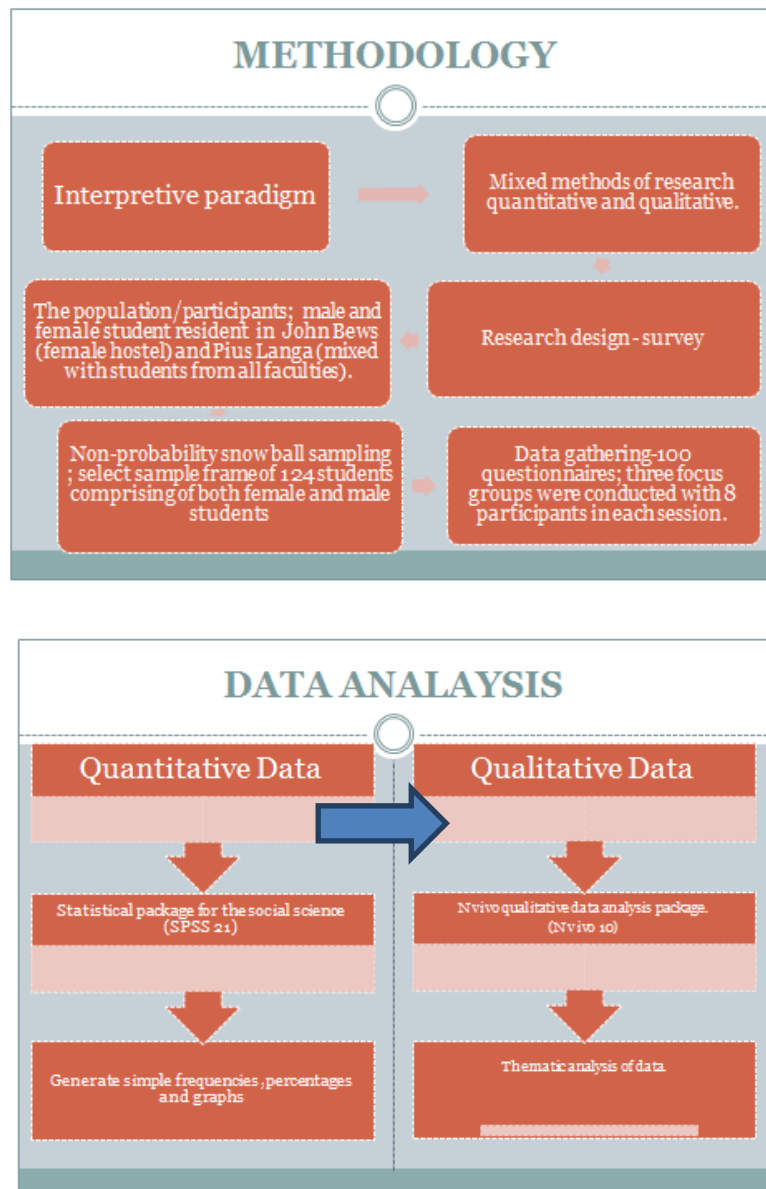 METHODOLOGY
Interpretive paradigm
Mixed methods of research
quantitative and qualitative.
Research design - survey
The population/participants; male and
female student resident in John Bews
(female hostel) and Pius Langa (mixed
with students from all faculties).
Non-probability snow ball sampling
; select sample frame of 124 students
comprising of both female and male
students
Data gathering-100
questionnaires; three focus
groups were conducted with 8
participants in each session.
DATA ANALAYSIS
Quantitative Data
Statistical package for the social science
(SPSS 21)
Generate simple frequencies, percentages
and graphs
Qualitative Data
Nvivo qualitative data analysis package.
(Nvivo 10)
Thematic analysis of data